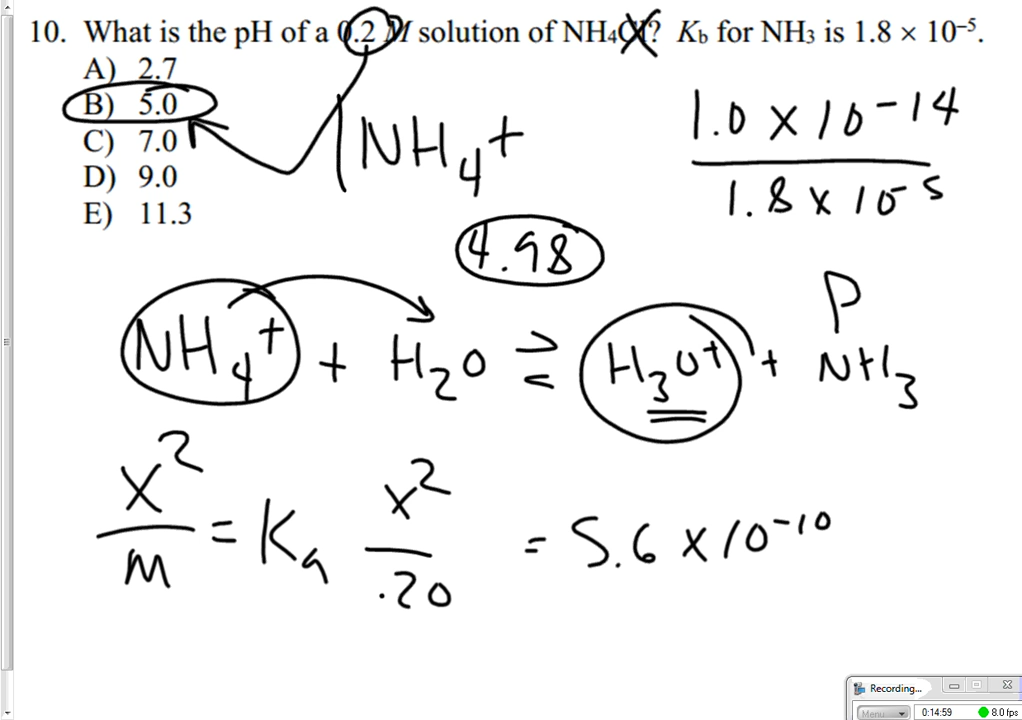 10. What is the pH of a 0.2 M solution of NH4Cl? Kb for NH3 is 1.8 × 10–5.
A) 2.7
B) 5.0
C) 7.0
D) 9.0
E) 11.3
NH4+
1.0 x 10-14
1.8 x 10-5
4.98
P
NH4+ + H2O ⇌ H3O+ + NH3
x2
M
= Ka
x2
.20
= 5.6 x 10-10
Recording...
Menu
0:14:59
8.0 fps